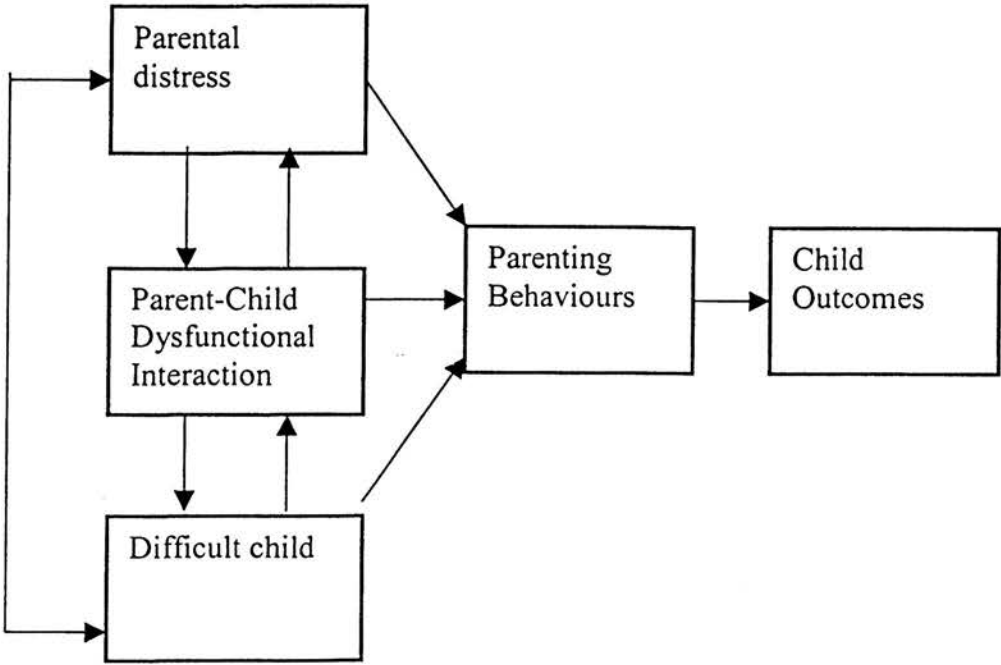 Parental
distress
Parent-Child
Dysfunctional
Interaction
Difficult child
Parenting
Behaviours
Child
Outcomes